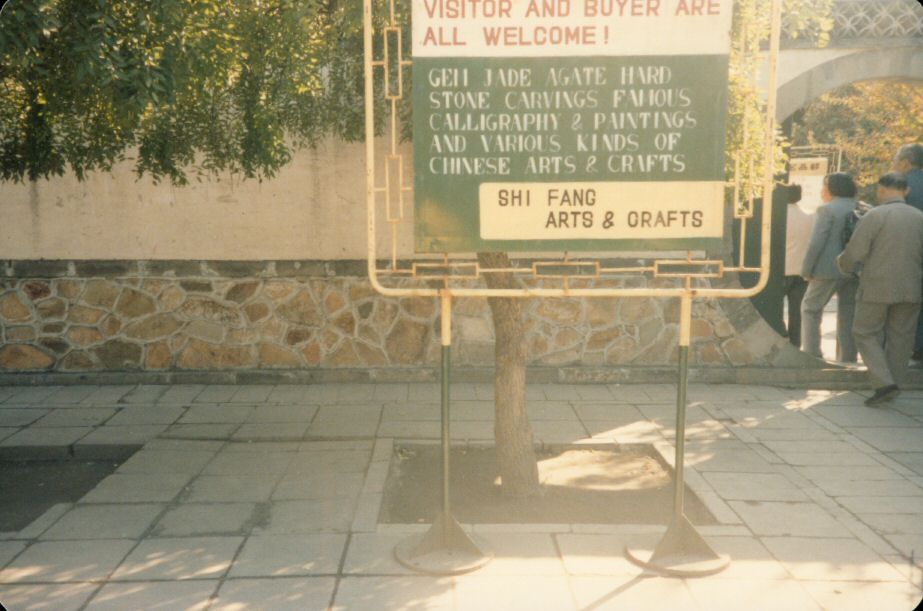 VISITOR AND BUYER ARE
ALL WELCOME!
GEM JADE AGATE HARD
STONE CARVINGS FAMOUS
CALLIGRAPHY & PAINTINGS
AND VARIOUS KINDS OF
CHINESE ARTS & CRAFTS
SHI FANG
ARTS & CRAFTS